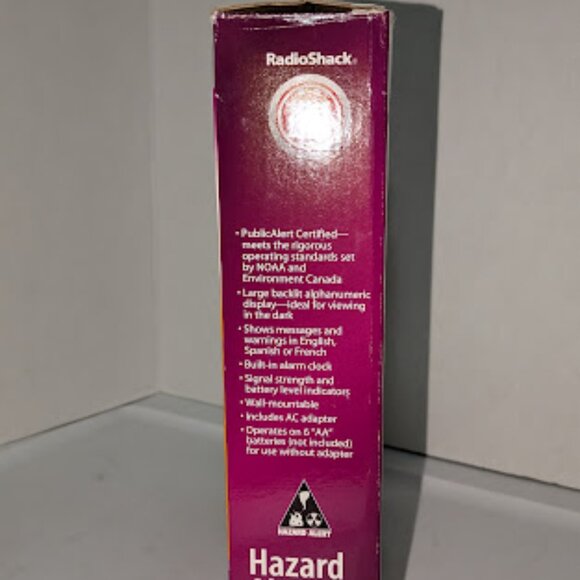 RadioShack®
• PublicAlert Certified—
meets the rigorous
operating standards set
by NOAA and
Environment Canada
• Large backlit alphanumeric
display—ideal for viewing
in the dark
• Shows messages and
warnings in English,
Spanish or French
• Built-in alarm clock
• Signal strength and
battery level indicators
• Wall-mountable
• Includes AC adapter
• Operates on 6 "AA"
batteries (not included)
for use without adapter
HAZARD ALERT
Hazard